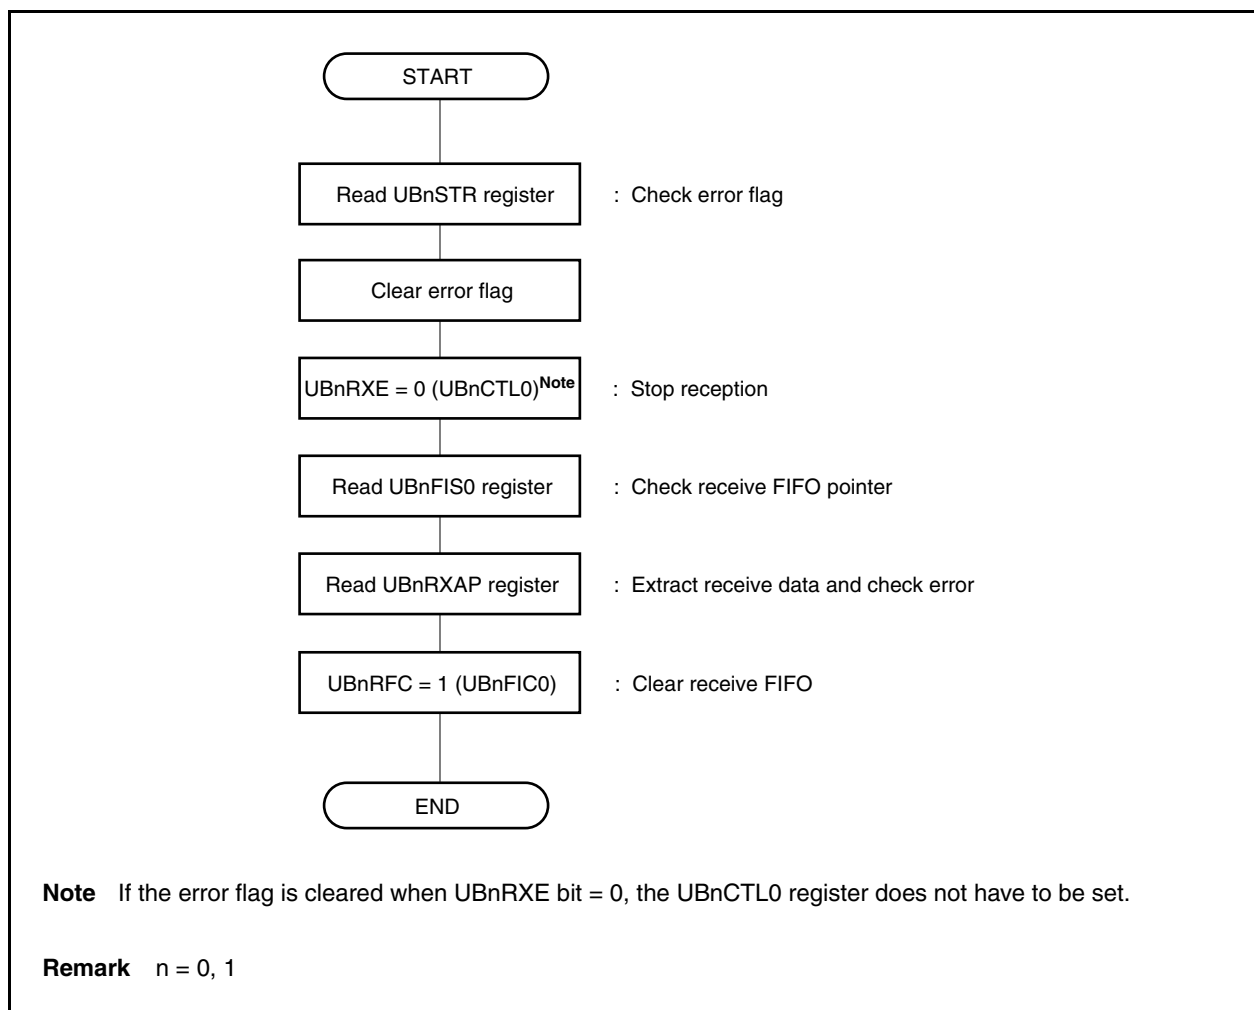 START
Read UBnSTR register : Check error flag
Clear error flag
UBnRXE = 0 (UBnCTL0)Note : Stop reception
Read UBnFIS0 register : Check receive FIFO pointer
Read UBnRXAP register : Extract receive data and check error
UBnRFC = 1 (UBnFIC0) : Clear receive FIFO
END
Note If the error flag is cleared when UBnRXE bit = 0, the UBnCTL0 register does not have to be set.
Remark n = 0, 1